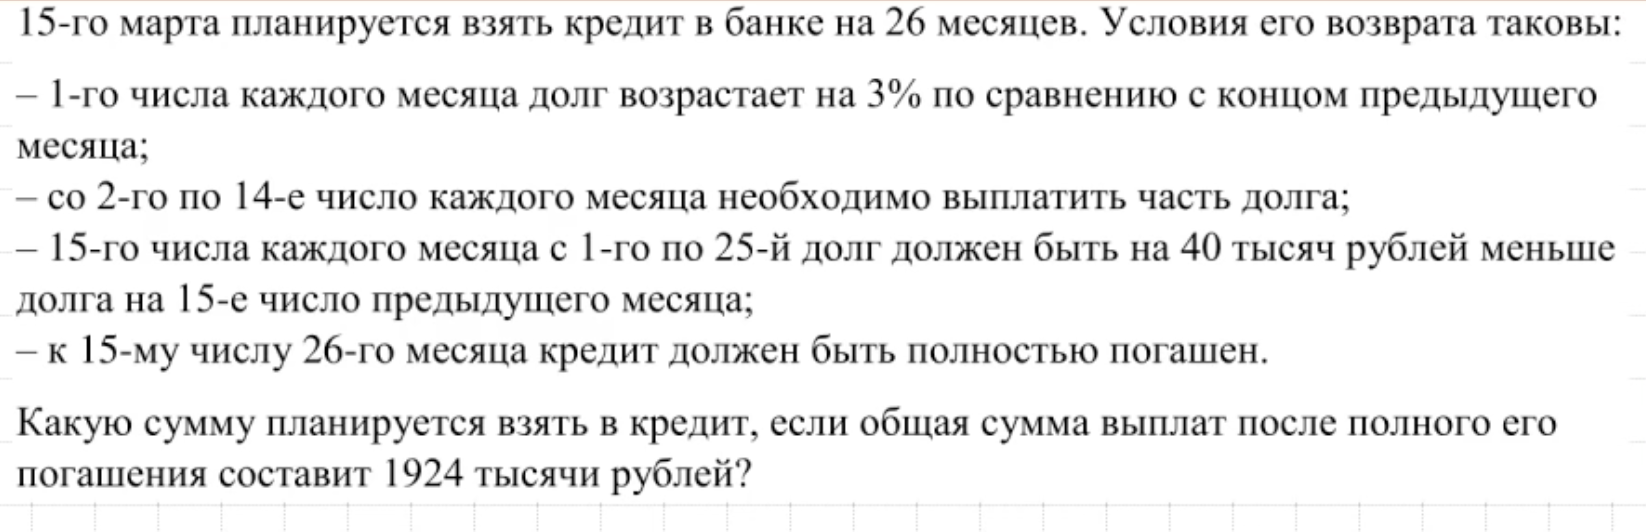 15-го марта планируется взять кредит в банке на 26 месяцев. Условия его возврата таковы:
– 1-го числа каждого месяца долг возрастает на 3% по сравнению с концом предыдущего
месяца;
– со 2-го по 14-е число каждого месяца необходимо выплатить часть долга;
– 15-го числа каждого месяца с 1-го по 25-й долг должен быть на 40 тысяч рублей меньше
долга на 15-е число предыдущего месяца;
– к 15-му числу 26-го месяца кредит должен быть полностью погашен.
Какую сумму планируется взять в кредит, если общая сумма выплат после полного его
погашения составит 1924 тысячи рублей?